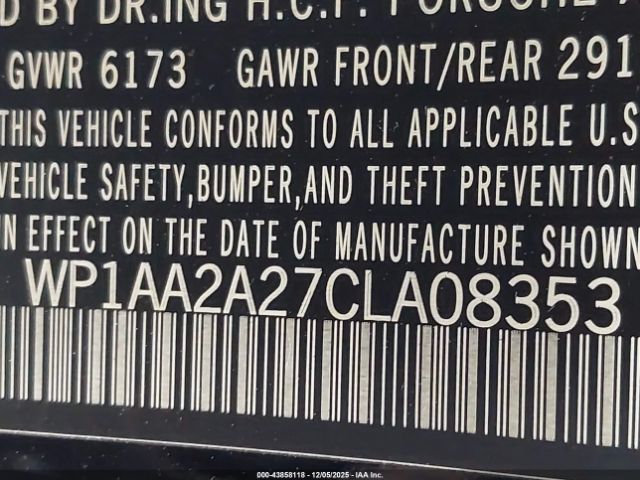 D BY DR.ING H.C.F. PORSCHE
GVWR 6173 GAWR FRONT/REAR 291
THIS VEHICLE CONFORMS TO ALL APPLICABLE U.S
VEHICLE SAFETY,BUMPER,AND THEFT PREVENTION
N EFFECT ON THE DATE OF MANUFACTURE SHOWN
WP1AA2A27CLA08353
000-43858118 - 12/05/2025 - IAA Inc.